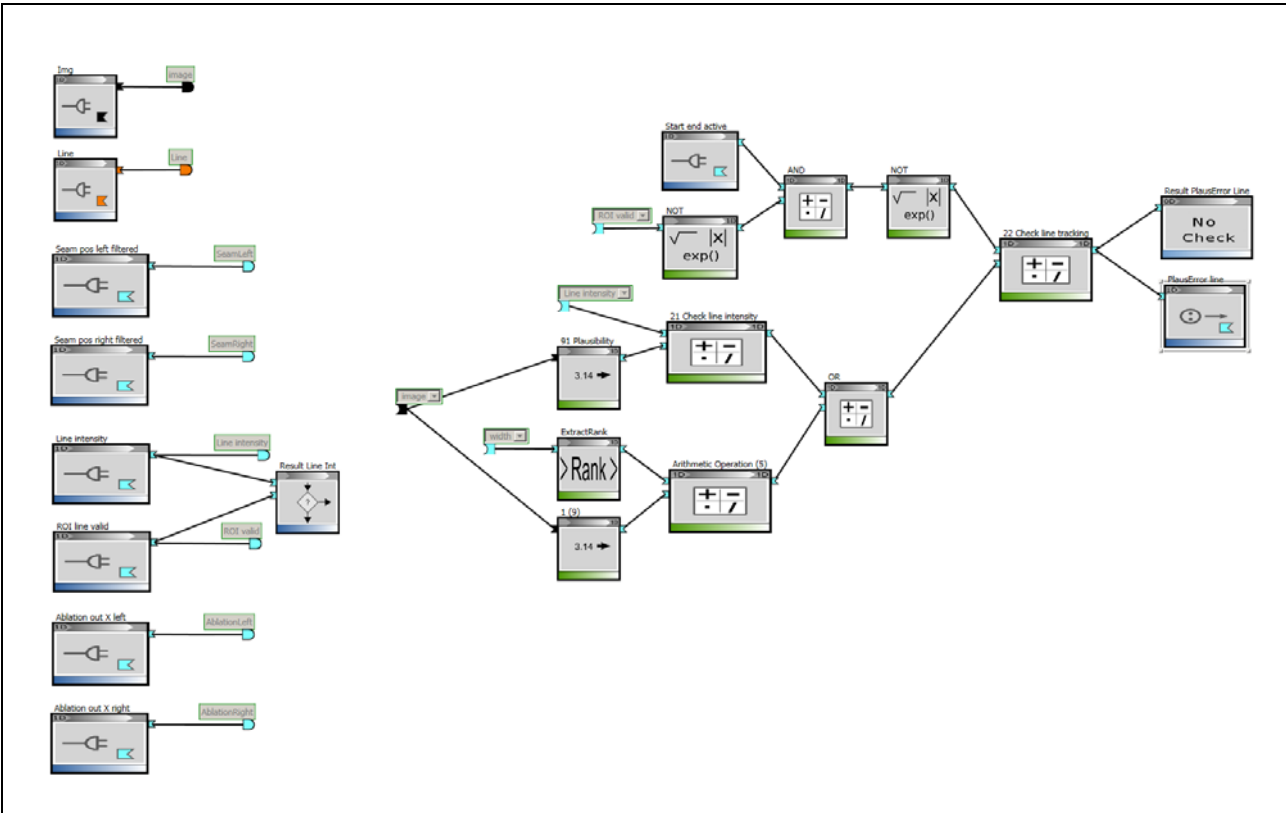 Img
image
Line
Line
Seam pos left filtered
SeamLeft
Seam pos right filtered
SeamRight
Line intensity
Line intensity
Result Line Int
?
ROI line valid
ROI valid
Ablation out X left
AblationLeft
Ablation out X right
AblationRight
Start end active
AND
NOT
ROI valid
NOT
√ |X|
exp()
√ |X|
exp()
+ −
· /
22 Check line tracking
+ −
· /
Result PlausError Line
No
Check
PlausError line
Line intensity
21 Check line intensity
+ −
· /
91 Plausibility
3.14
image
width
ExtractRank
>Rank>
Arithmetic Operation (5)
+ −
· /
1 (9)
3.14
OR
+ −
· /